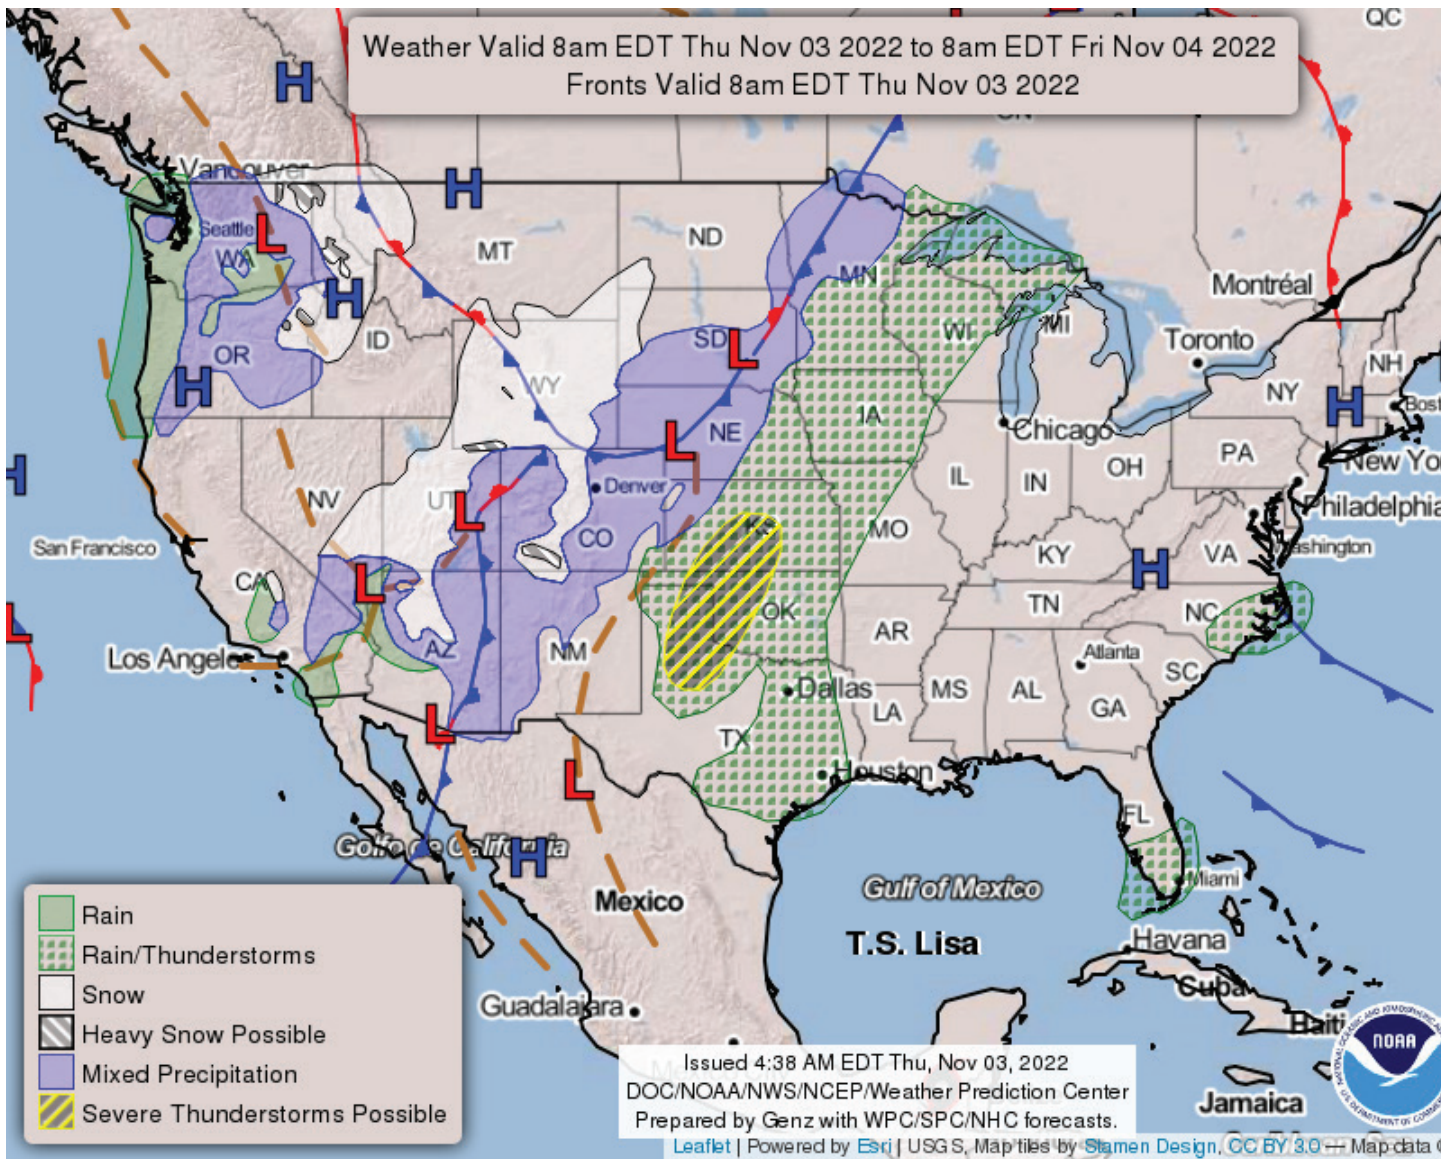 Weather Valid 8am EDT Thu Nov 03 2022 to 8am EDT Fri Nov 04 2022
Fronts Valid 8am EDT Thu Nov 03 2022
QC
ON
H
Vancouver
H
Seattle
L
WA
MT
ND
MN
Montréal
H
OR
ID
SD
L
WI
MI
Toronto
NH
H
WY
NY
H
Boston
IA
Chicago
L
NE
PA
New Yo
H
NV
UT
L
Denver
IL
IN
OH
Philadelphia
San Francisco
CO
KS
MO
KY
VA
Washington
H
CA
L
L
OK
AR
TN
NC
Los Angeles
AZ
NM
Atlanta
SC
Dallas
MS
AL
GA
LA
L
TX
L
Houston
FL
Golfo de California
H
Miami
Gulf of Mexico
Mexico
T.S. Lisa
Havana
Cuba
Guadalajara
Haiti
Jamaica
Rain
Rain/Thunderstorms
Snow
Heavy Snow Possible
Mixed Precipitation
Severe Thunderstorms Possible
NOAA
Issued 4:38 AM EDT Thu, Nov 03, 2022
DOC/NOAA/NWS/NCEP/Weather Prediction Center
Prepared by Genz with WPC/SPC/NHC forecasts.
Leaflet | Powered by Esri | USGS, Map tiles by Stamen Design, CC BY 3.0 — Map data ©